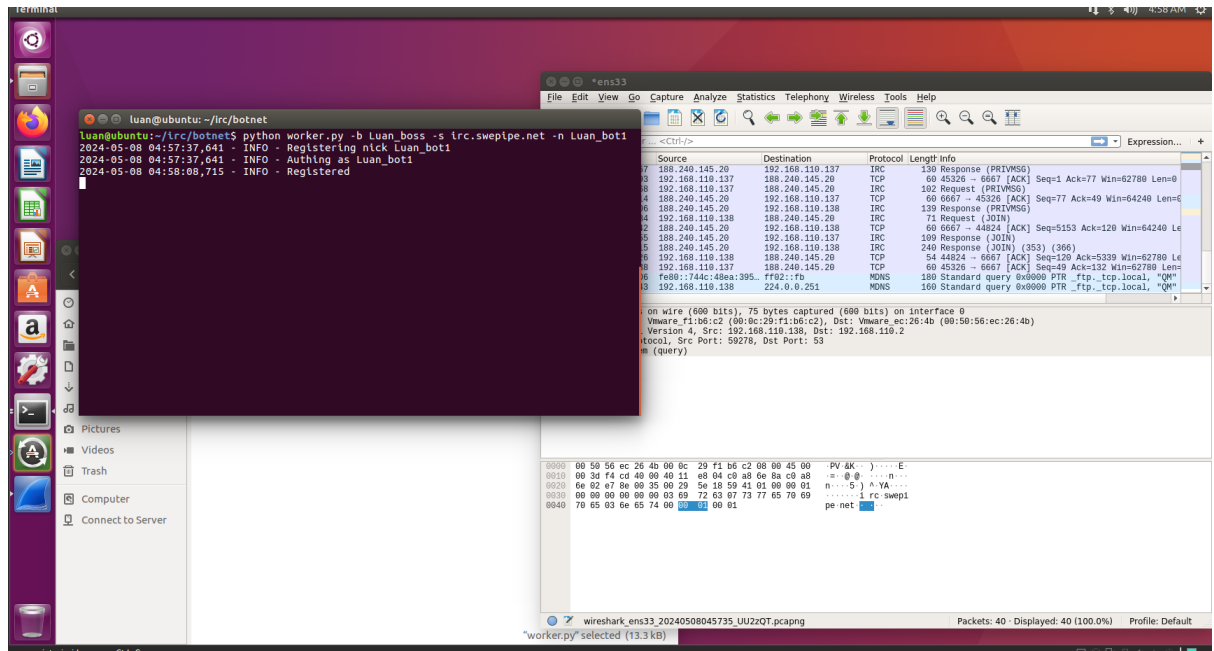 Terminal
4:58 AM
*ens33
File Edit View Go Capture Analyze Statistics Telephony Wireless Tools Help
luan@ubuntu: ~/irc/botnet
luan@ubuntu:~/irc/botnet$ python worker.py -b Luan_boss -s irc.swepipe.net -n Luan_bot1
2024-05-08 04:57:37,641 - INFO - Registering nick Luan_bot1
2024-05-08 04:57:37,641 - INFO - Authing as Luan_bot1
2024-05-08 04:58:08,715 - INFO - Registered
... <Ctrl-/> Expression... +
Source Destination Protocol Length Info
188.240.145.20 192.168.110.137 IRC 130 Response (PRIVMSG)
192.168.110.137 188.240.145.20 TCP 60 45326 → 6667 [ACK] Seq=1 Ack=77 Win=62780 Len=0
192.168.110.137 188.240.145.20 IRC 102 Request (PRIVMSG)
188.240.145.20 192.168.110.137 TCP 60 6667 → 45326 [ACK] Seq=77 Ack=49 Win=64240 Len=0
188.240.145.20 192.168.110.137 IRC 139 Response (PRIVMSG)
192.168.110.138 188.240.145.20 IRC 71 Request (JOIN)
188.240.145.20 192.168.110.138 TCP 60 6667 → 44824 [ACK] Seq=5153 Ack=120 Win=64240 Le
188.240.145.20 192.168.110.137 IRC 109 Response (JOIN)
188.240.145.20 192.168.110.138 IRC 240 Response (JOIN) (353) (366)
192.168.110.138 188.240.145.20 TCP 54 44824 → 6667 [ACK] Seq=120 Ack=5339 Win=62780 Le
192.168.110.137 188.240.145.20 TCP 60 45326 → 6667 [ACK] Seq=49 Ack=132 Win=62780 Len=
fe80::744c:48ea:395… ff02::fb MDNS 180 Standard query 0x0000 PTR _ftp._tcp.local, "QM"
192.168.110.138 224.0.0.251 MDNS 160 Standard query 0x0000 PTR _ftp._tcp.local, "QM"
on wire (600 bits), 75 bytes captured (600 bits) on interface 0
Vmware_f1:b6:c2 (00:0c:29:f1:b6:c2), Dst: Vmware_ec:26:4b (00:50:56:ec:26:4b)
Version 4, Src: 192.168.110.138, Dst: 192.168.110.2
tocol, Src Port: 59278, Dst Port: 53
(query)
Pictures
Videos
Trash
Computer
Connect to Server
0000 00 50 56 ec 26 4b 00 0c 29 f1 b6 c2 08 00 45 00 ·PV·&K·· )·····E·
0010 00 3d f4 cd 40 00 40 11 e8 04 c0 a8 6e 8a c0 a8 ·=··@·@· ····n···
0020 6e 02 e7 8e 00 35 00 29 5e 18 59 41 01 00 00 01 n····5·) ^·YA····
0030 00 00 00 00 00 00 03 69 72 63 07 73 77 65 70 69 ·······i rc·swepi
0040 70 65 03 6e 65 74 00 00 01 00 01 pe·net·· ···
wireshark_ens33_20240508045735_UU2zQT.pcapng Packets: 40 · Displayed: 40 (100.0%) Profile: Default
"worker.py" selected (13.3 kB)